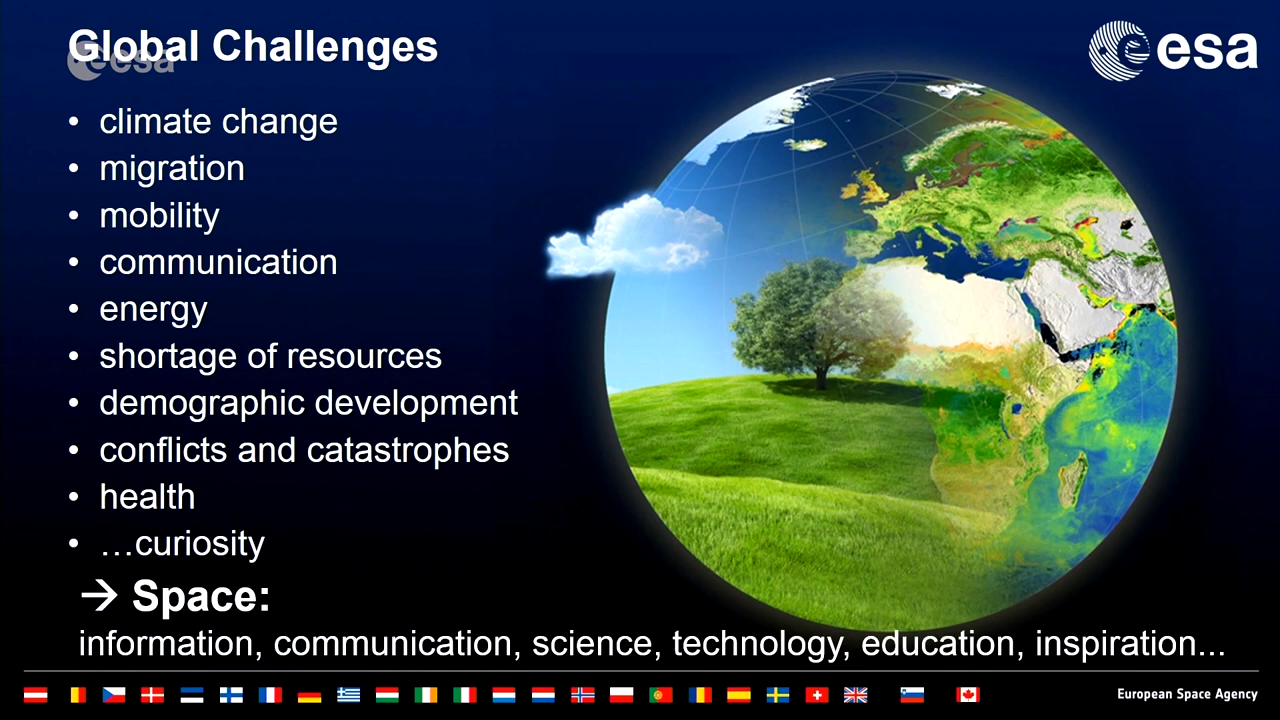 Global Challenges
esa
esa
• climate change
• migration
• mobility
• communication
• energy
• shortage of resources
• demographic development
• conflicts and catastrophes
• health
• …curiosity
→ Space:
information, communication, science, technology, education, inspiration...
European Space Agency